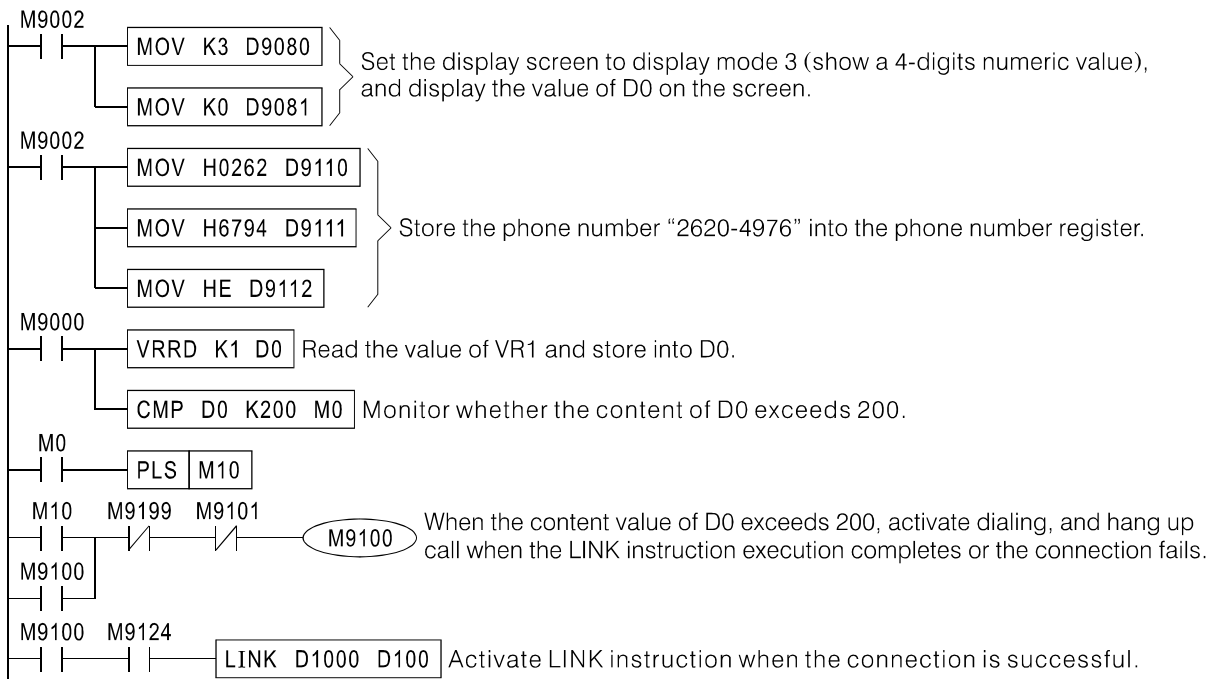 M9002
MOV K3 D9080
Set the display screen to display mode 3 (show a 4-digits numeric value),
and display the value of D0 on the screen.
MOV K0 D9081
M9002
MOV H0262 D9110
MOV H6794 D9111
Store the phone number “2620-4976” into the phone number register.
MOV HE D9112
M9000
VRRD K1 D0 Read the value of VR1 and store into D0.
CMP D0 K200 M0 Monitor whether the content of D0 exceeds 200.
M0
PLS M10
M10 M9199 M9101
M9100
When the content value of D0 exceeds 200, activate dialing, and hang up
call when the LINK instruction execution completes or the connection fails.
M9100
M9100 M9124
LINK D1000 D100 Activate LINK instruction when the connection is successful.